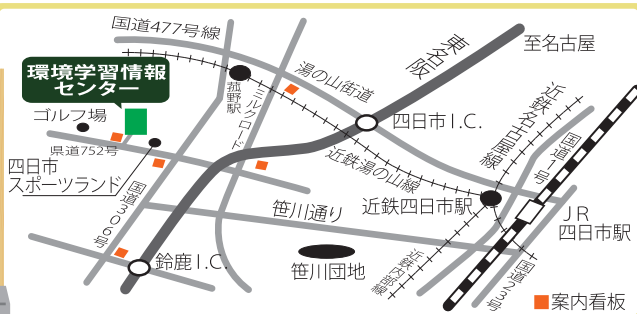 国道477号線
東名阪
至名古屋
環境学習情報
センター
菰野駅
湯の山街道
ミルクロード
近鉄名古屋線
ゴルフ場
四日市I.C.
国道1号
県道752号
近鉄湯の山線
四日市
スポーツランド
国道306号
笹川通り
近鉄四日市駅
JR
四日市駅
鈴鹿I.C.
笹川団地
近鉄内部線
国道23号
案内看板